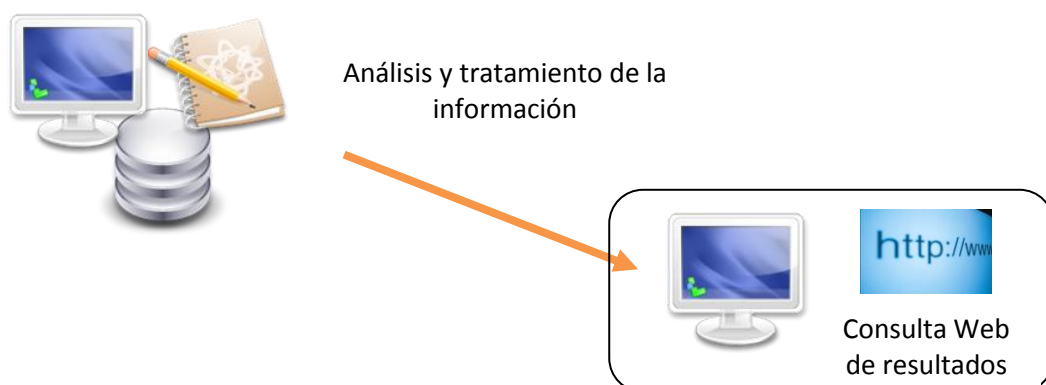 Análisis y tratamiento de la
información
http://www
Consulta Web
de resultados